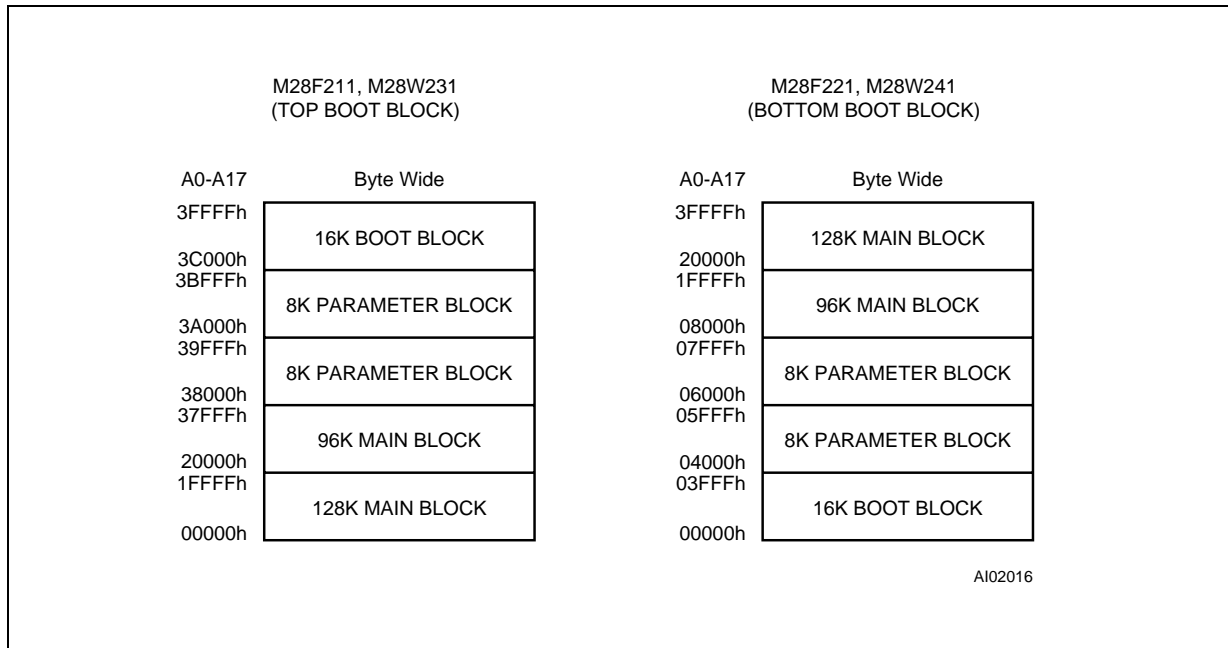 M28F211, M28W231
(TOP BOOT BLOCK)
A0-A17 Byte Wide
3FFFFh
16K BOOT BLOCK
3C000h
3BFFFh
8K PARAMETER BLOCK
3A000h
39FFFh
8K PARAMETER BLOCK
38000h
37FFFh
96K MAIN BLOCK
20000h
1FFFFh
128K MAIN BLOCK
00000h
M28F221, M28W241
(BOTTOM BOOT BLOCK)
A0-A17 Byte Wide
3FFFFh
128K MAIN BLOCK
20000h
1FFFFh
96K MAIN BLOCK
08000h
07FFFh
8K PARAMETER BLOCK
06000h
05FFFh
8K PARAMETER BLOCK
04000h
03FFFh
16K BOOT BLOCK
00000h
AI02016